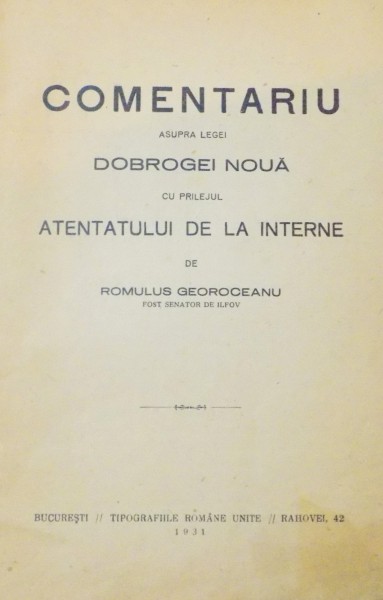 COMENTARIU
ASUPRA LEGEI
DOBROGEI NOUĂ
CU PRILEJUL
ATENTATULUI DE LA INTERNE
DE
ROMULUS GEOROCEANU
FOST SENATOR DE ILFOV
BUCUREŞTI // TIPOGRAFIILE ROMÂNE UNITE // RAHOVEI, 42
1931